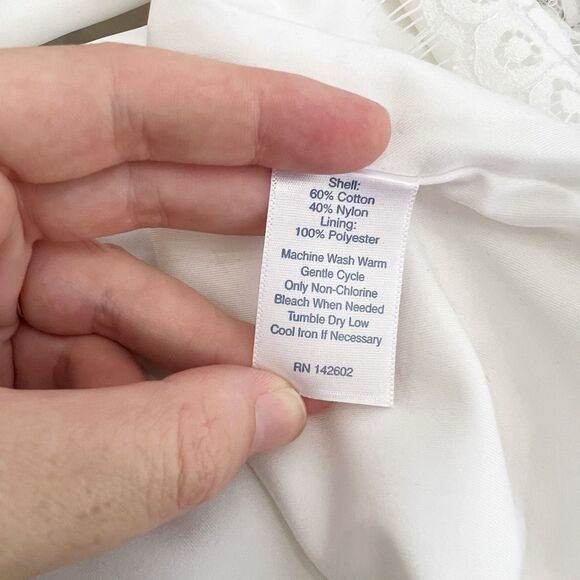 Shell:
60% Cotton
40% Nylon
Lining:
100% Polyester
Machine Wash Warm
Gentle Cycle
Only Non-Chlorine
Bleach When Needed
Tumble Dry Low
Cool Iron If Necessary
RN 142602